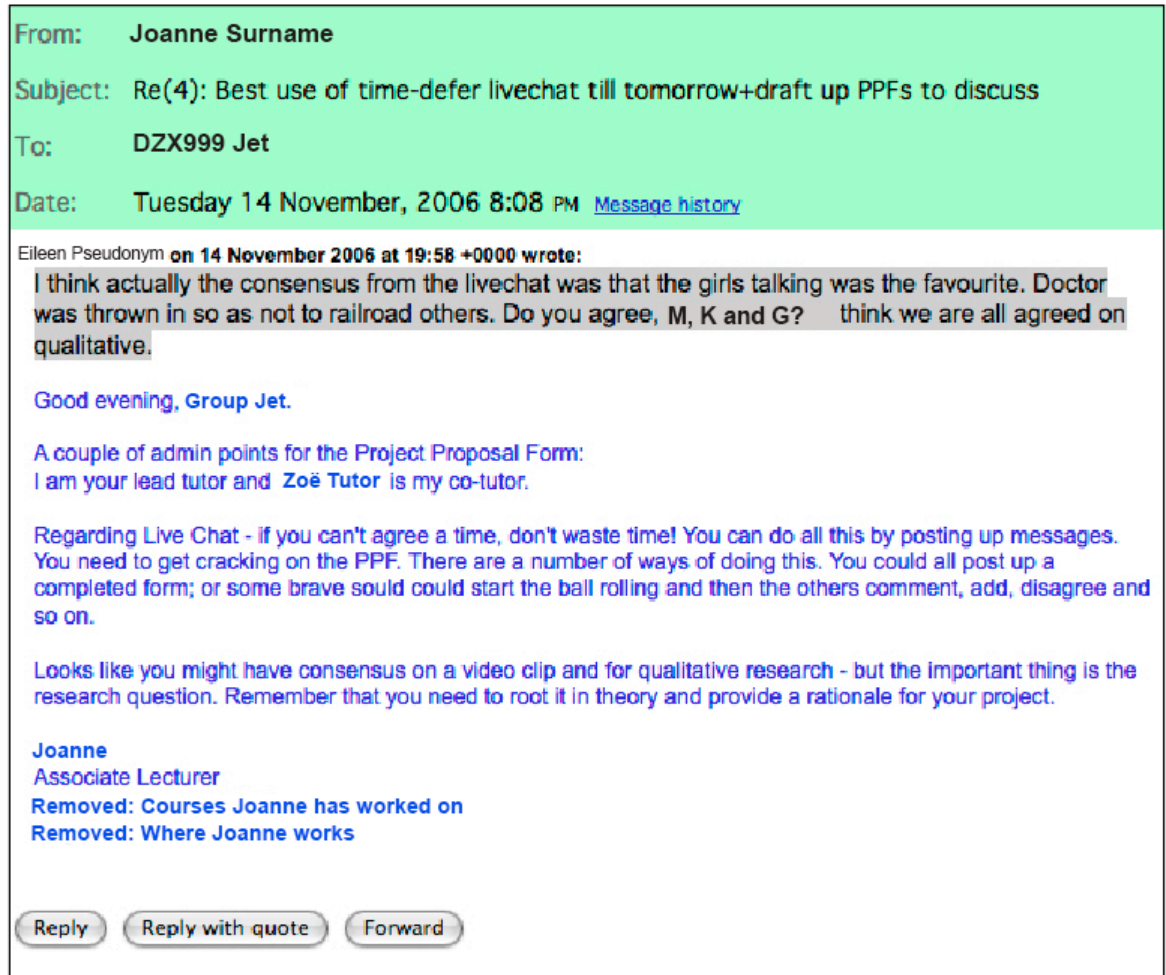 From: Joanne Surname
Subject: Re(4): Best use of time-defer livechat till tomorrow+draft up PPFs to discuss
To: DZX999 Jet
Date: Tuesday 14 November, 2006 8:08 PM Message history
Eileen Pseudonym on 14 November 2006 at 19:58 +0000 wrote:
I think actually the consensus from the livechat was that the girls talking was the favourite. Doctor
was thrown in so as not to railroad others. Do you agree, M, K and G? think we are all agreed on
qualitative.
Good evening, Group Jet.
A couple of admin points for the Project Proposal Form:
I am your lead tutor and Zoë Tutor is my co-tutor.
Regarding Live Chat - if you can't agree a time, don't waste time! You can do all this by posting up messages.
You need to get cracking on the PPF. There are a number of ways of doing this. You could all post up a
completed form; or some brave sould could start the ball rolling and then the others comment, add, disagree and
so on.
Looks like you might have consensus on a video clip and for qualitative research - but the important thing is the
research question. Remember that you need to root it in theory and provide a rationale for your project.
Joanne
Associate Lecturer
Removed: Courses Joanne has worked on
Removed: Where Joanne works
Reply Reply with quote Forward